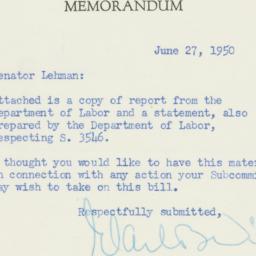 MEMORANDUM
June 27, 1950
enator Lehman:
ttached is a copy of report from the
epartment of Labor and a statement, also
repared by the Department of Labor,
especting S. 3546.
thought you would like to have this mater
n connection with any action your Subcommi
ay wish to take on this bill.
Respectfully submitted,